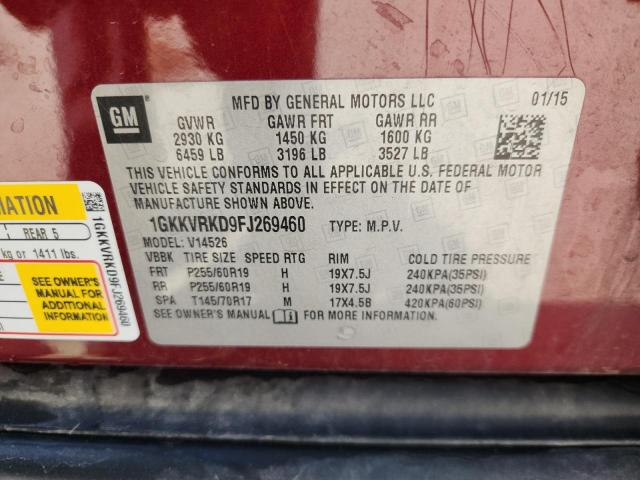 GM
MFD BY GENERAL MOTORS LLC 01/15
GVWR GAWR FRT GAWR RR
2930 KG 1450 KG 1600 KG
6459 LB 3196 LB 3527 LB
THIS VEHICLE CONFORMS TO ALL APPLICABLE U.S. FEDERAL MOTOR
VEHICLE SAFETY STANDARDS IN EFFECT ON THE DATE OF
MANUFACTURE SHOWN ABOVE.
1GKKVRKD9FJ269460 TYPE: M.P.V.
MODEL: V14526
VBBK TIRE SIZE SPEED RTG RIM COLD TIRE PRESSURE
FRT P255/60R19 H 19X7.5J 240KPA(35PSI)
RR P255/60R19 H 19X7.5J 240KPA(35PSI)
SPA T145/70R17 M 17X4.5B 420KPA(60PSI)
SEE OWNER'S MANUAL FOR MORE INFORMATION.
MATION
REAR 5
kg or 1411 lbs.
SEE OWNER'S
MANUAL FOR
ADDITIONAL
INFORMATION
1GKKVRKD9FJ269460